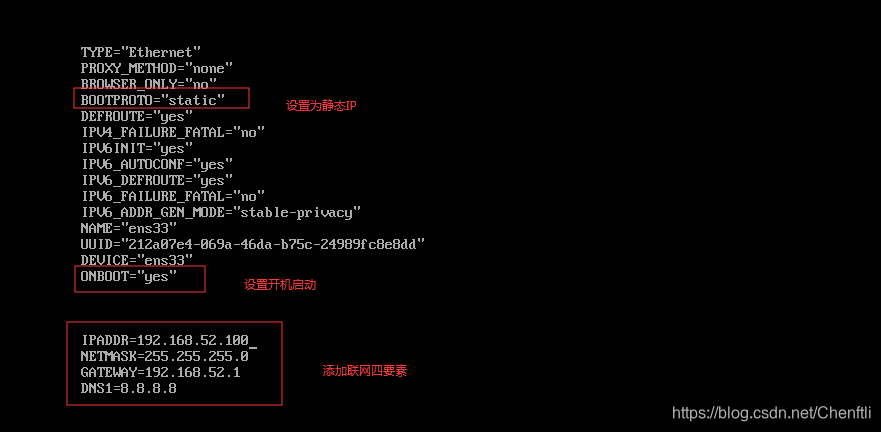 TYPE="Ethernet"
PROXY_METHOD="none"
BROWSER_ONLY="no"
BOOTPROTO="static"
设置为静态IP
DEFROUTE="yes"
IPV4_FAILURE_FATAL="no"
IPV6INIT="yes"
IPV6_AUTOCONF="yes"
IPV6_DEFROUTE="yes"
IPV6_FAILURE_FATAL="no"
IPV6_ADDR_GEN_MODE="stable-privacy"
NAME="ens33"
UUID="212a07e4-069a-46da-b75c-24989fc8e8dd"
DEVICE="ens33"
ONBOOT="yes"
设置开机启动
IPADDR=192.168.52.100_
NETMASK=255.255.255.0
GATEWAY=192.168.52.1
添加联网四要素
DNS1=8.8.8.8
https://blog.csdn.net/Chenftli